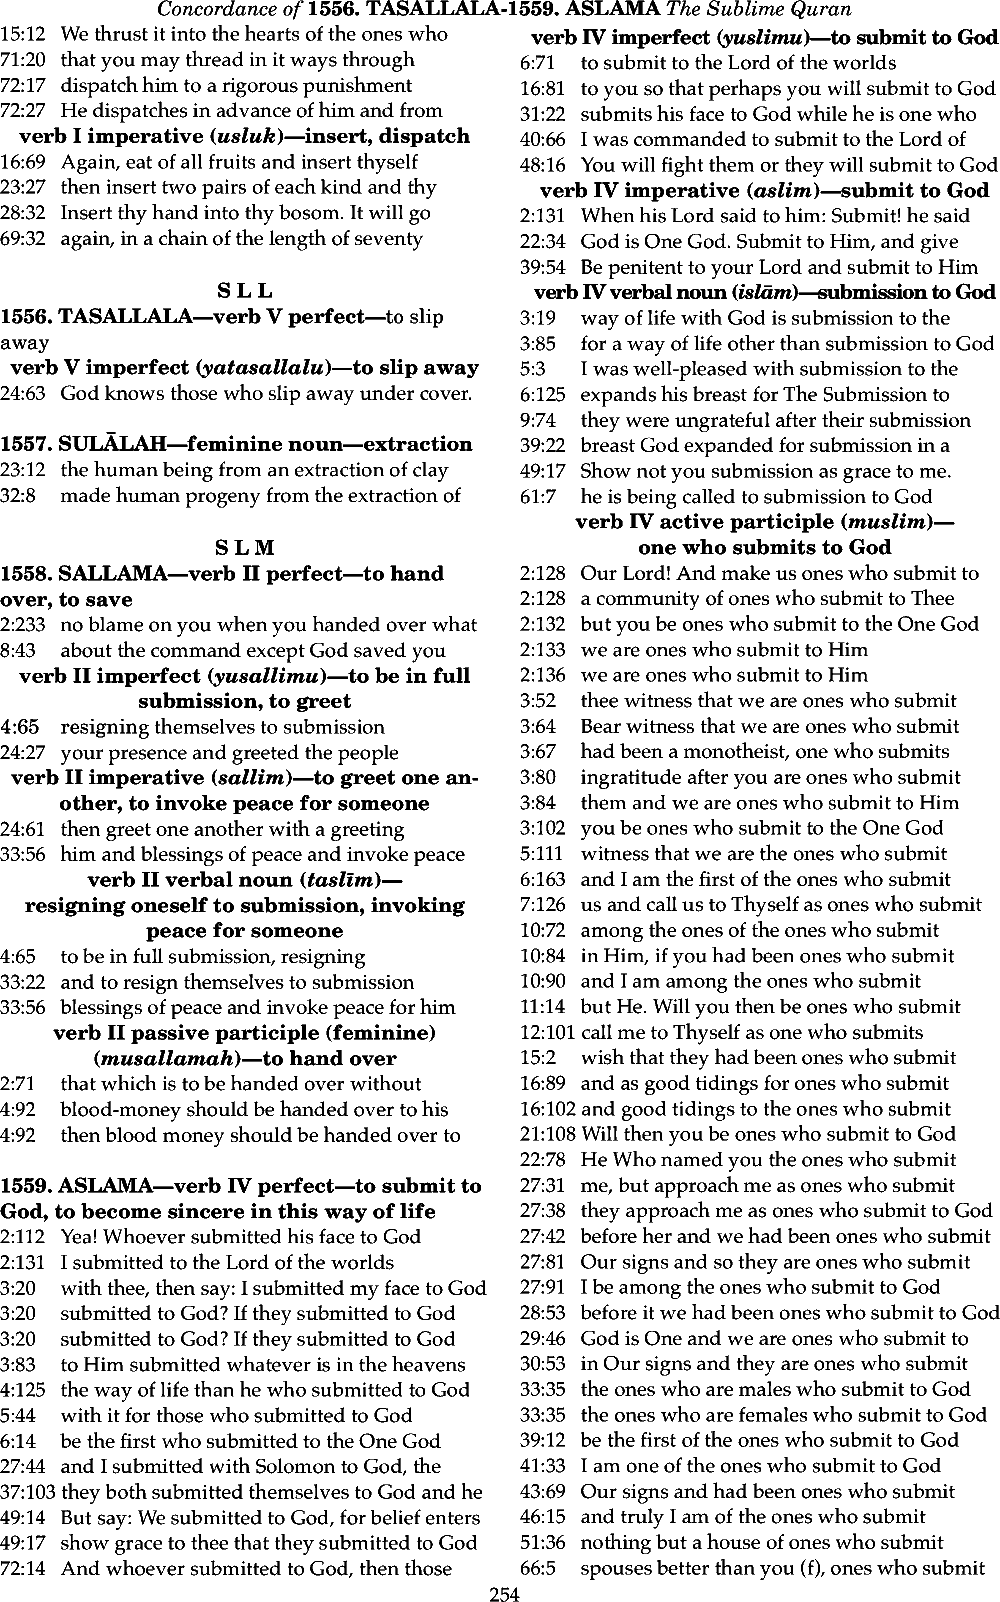 Concordance of 1556. TASALLALA-1559. ASLAMA The Sublime Quran
15:12 We thrust it into the hearts of the ones who
71:20 that you may thread in it ways through
72:17 dispatch him to a rigorous punishment
72:27 He dispatches in advance of him and from
verb I imperative (usluk)—insert, dispatch
16:69 Again, eat of all fruits and insert thyself
23:27 then insert two pairs of each kind and thy
28:32 Insert thy hand into thy bosom. It will go
69:32 again, in a chain of the length of seventy
S L L
1556. TASALLALA—verb V perfect—to slip
away
verb V imperfect (yatasallalu)—to slip away
24:63 God knows those who slip away under cover.
1557. SULĀLAH—feminine noun—extraction
23:12 the human being from an extraction of clay
32:8 made human progeny from the extraction of
S L M
1558. SALLAMA—verb II perfect—to hand
over, to save
2:233 no blame on you when you handed over what
8:43 about the command except God saved you
verb II imperfect (yusallimu)—to be in full
submission, to greet
4:65 resigning themselves to submission
24:27 your presence and greeted the people
verb II imperative (sallim)—to greet one an-
other, to invoke peace for someone
24:61 then greet one another with a greeting
33:56 him and blessings of peace and invoke peace
verb II verbal noun (taslīm)—
resigning oneself to submission, invoking
peace for someone
4:65 to be in full submission, resigning
33:22 and to resign themselves to submission
33:56 blessings of peace and invoke peace for him
verb II passive participle (feminine)
(musallamah)—to hand over
2:71 that which is to be handed over without
4:92 blood-money should be handed over to his
4:92 then blood money should be handed over to
1559. ASLAMA—verb IV perfect—to submit to
God, to become sincere in this way of life
2:112 Yea! Whoever submitted his face to God
2:131 I submitted to the Lord of the worlds
3:20 with thee, then say: I submitted my face to God
3:20 submitted to God? If they submitted to God
3:20 submitted to God? If they submitted to God
3:83 to Him submitted whatever is in the heavens
4:125 the way of life than he who submitted to God
5:44 with it for those who submitted to God
6:14 be the first who submitted to the One God
27:44 and I submitted with Solomon to God, the
37:103 they both submitted themselves to God and he
49:14 But say: We submitted to God, for belief enters
49:17 show grace to thee that they submitted to God
72:14 And whoever submitted to God, then those
verb IV imperfect (yuslimu)—to submit to God
6:71 to submit to the Lord of the worlds
16:81 to you so that perhaps you will submit to God
31:22 submits his face to God while he is one who
40:66 I was commanded to submit to the Lord of
48:16 You will fight them or they will submit to God
verb IV imperative (aslim)—submit to God
2:131 When his Lord said to him: Submit! he said
22:34 God is One God. Submit to Him, and give
39:54 Be penitent to your Lord and submit to Him
verb IV verbal noun (islām)—submission to God
3:19 way of life with God is submission to the
3:85 for a way of life other than submission to God
5:3 I was well-pleased with submission to the
6:125 expands his breast for The Submission to
9:74 they were ungrateful after their submission
39:22 breast God expanded for submission in a
49:17 Show not you submission as grace to me.
61:7 he is being called to submission to God
verb IV active participle (muslim)—
one who submits to God
2:128 Our Lord! And make us ones who submit to
2:128 a community of ones who submit to Thee
2:132 but you be ones who submit to the One God
2:133 we are ones who submit to Him
2:136 we are ones who submit to Him
3:52 thee witness that we are ones who submit
3:64 Bear witness that we are ones who submit
3:67 had been a monotheist, one who submits
3:80 ingratitude after you are ones who submit
3:84 them and we are ones who submit to Him
3:102 you be ones who submit to the One God
5:111 witness that we are the ones who submit
6:163 and I am the first of the ones who submit
7:126 us and call us to Thyself as ones who submit
10:72 among the ones of the ones who submit
10:84 in Him, if you had been ones who submit
10:90 and I am among the ones who submit
11:14 but He. Will you then be ones who submit
12:101 call me to Thyself as one who submits
15:2 wish that they had been ones who submit
16:89 and as good tidings for ones who submit
16:102 and good tidings to the ones who submit
21:108 Will then you be ones who submit to God
22:78 He Who named you the ones who submit
27:31 me, but approach me as ones who submit
27:38 they approach me as ones who submit to God
27:42 before her and we had been ones who submit
27:81 Our signs and so they are ones who submit
27:91 I be among the ones who submit to God
28:53 before it we had been ones who submit to God
29:46 God is One and we are ones who submit to
30:53 in Our signs and they are ones who submit
33:35 the ones who are males who submit to God
33:35 the ones who are females who submit to God
39:12 be the first of the ones who submit to God
41:33 I am one of the ones who submit to God
43:69 Our signs and had been ones who submit
46:15 and truly I am of the ones who submit
51:36 nothing but a house of ones who submit
66:5 spouses better than you (f), ones who submit
254